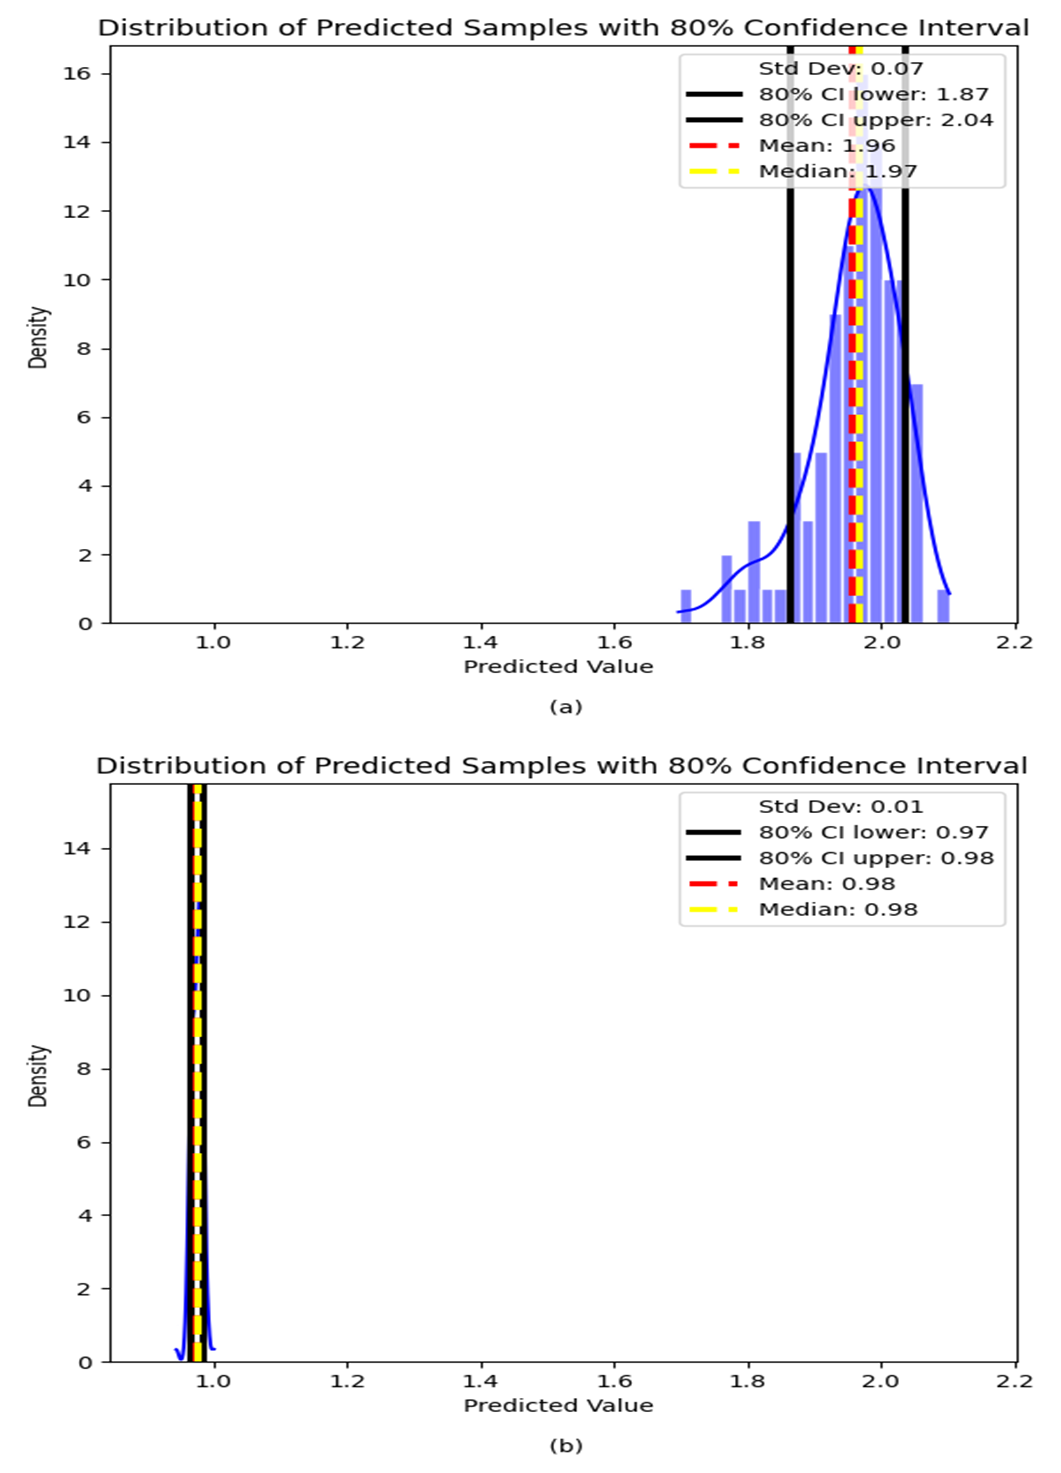 Distribution of Predicted Samples with 80% Confidence Interval
16
14
12
10
8
6
4
2
0
Density
Std Dev: 0.07
80% CI lower: 1.87
80% CI upper: 2.04
Mean: 1.96
Median: 1.97
1.0 1.2 1.4 1.6 1.8 2.0 2.2
Predicted Value
(a)
Distribution of Predicted Samples with 80% Confidence Interval
14
12
10
8
6
4
2
0
Density
Std Dev: 0.01
80% CI lower: 0.97
80% CI upper: 0.98
Mean: 0.98
Median: 0.98
1.0 1.2 1.4 1.6 1.8 2.0 2.2
Predicted Value
(b)